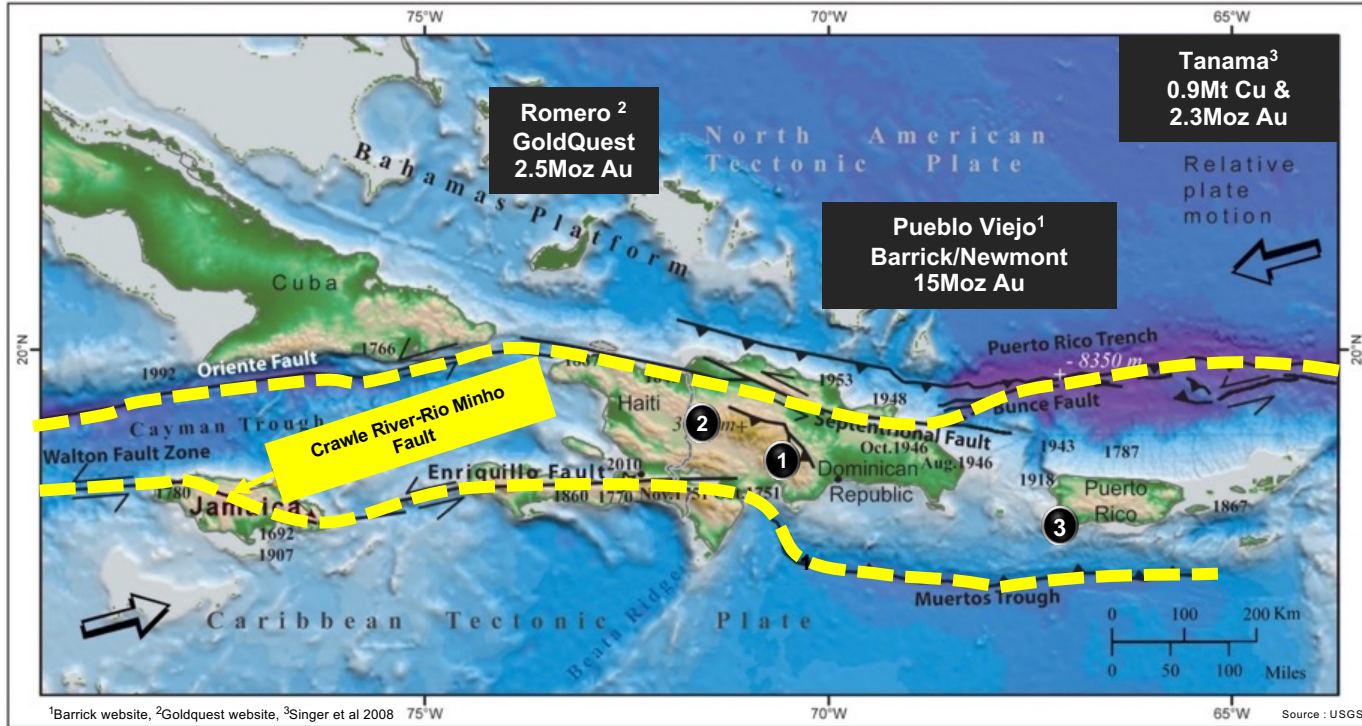 75°W
70°W
65°W
Tanama3
0.9Mt Cu &
2.3Moz Au
Romero 2
GoldQuest
2.5Moz Au
North American
Tectonic Plate
Relative
plate
motion
Bahamas Platform
Pueblo Viejo1
Barrick/Newmont
15Moz Au
Cuba
20°N
20°N
Puerto Rico Trench
- 8350 m
+
1766
Oriente Fault
1992
1953
1948
Bunce Fault
Haiti
Crawle River-Rio Minho
Fault
Cayman Trough
2
m+
Septentrional Fault
Oct.1946
Aug.1946
1943
1787
Walton Fault Zone
1
Enriquillo Fault
2010
Dominican
Republic
1918
Puerto
Rico
1780
Jamaica
1860
1770
Nov.1751
1751
3
1867
1692
1907
Muertos Trough
Beata Ridge
Caribbean Tectonic Plate
0 100 200 Km
0 50 100 Miles
1Barrick website, 2Goldquest website, 3Singer et al 2008
Source : USGS
75°W
70°W
65°W